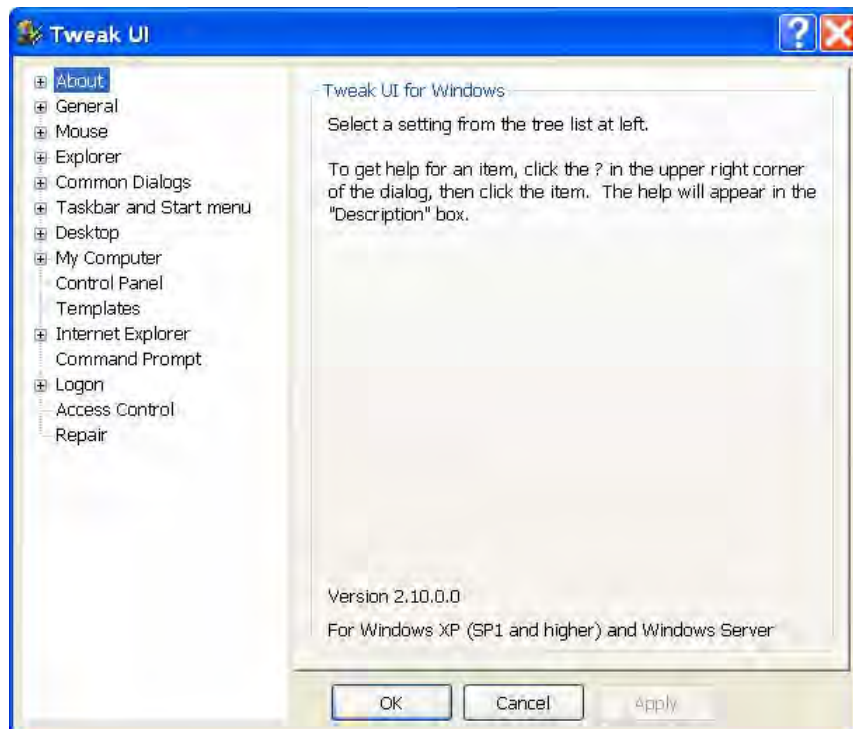 Tweak UI
About
General
Mouse
Explorer
Common Dialogs
Taskbar and Start menu
Desktop
My Computer
Control Panel
Templates
Internet Explorer
Command Prompt
Logon
Access Control
Repair
Tweak UI for Windows
Select a setting from the tree list at left.
To get help for an item, click the ? in the upper right corner
of the dialog, then click the item. The help will appear in the
"Description" box.
Version 2.10.0.0
For Windows XP (SP1 and higher) and Windows Server
OK
Cancel
Apply